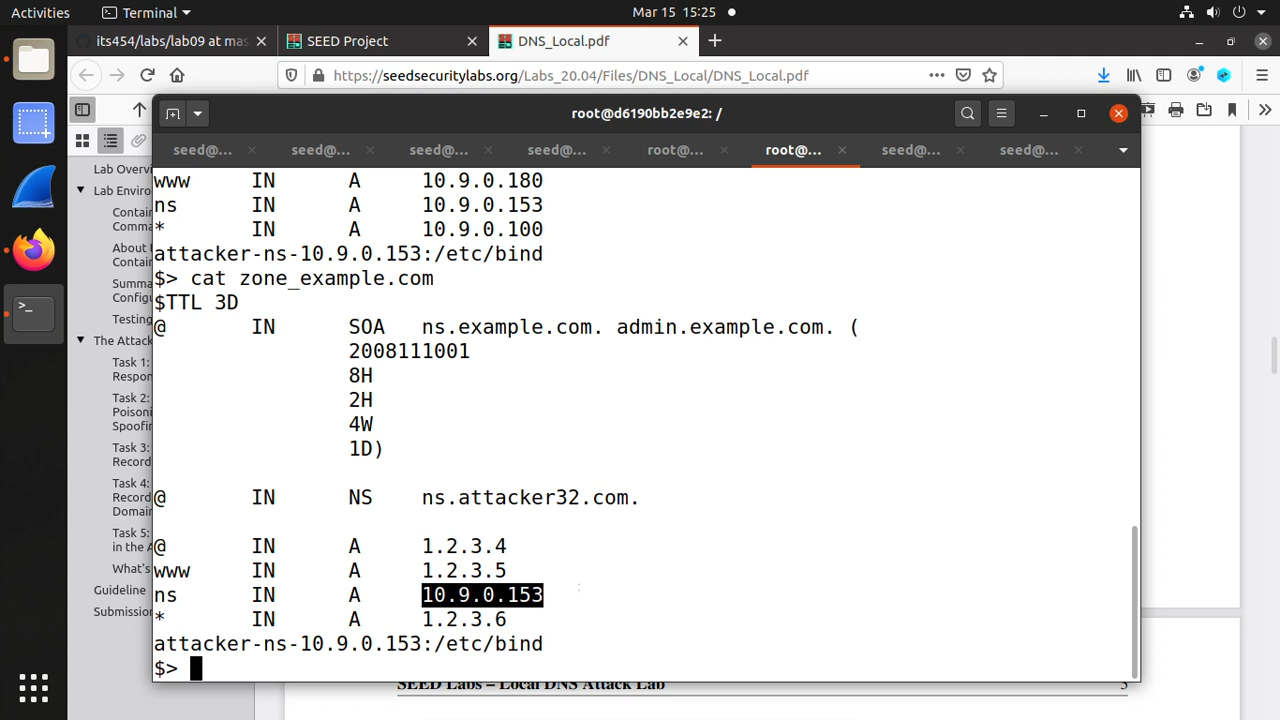 Activities
Terminal
Mar 15 15:25
its454/labs/lab09 at mas
SEED Project
DNS_Local.pdf
https://seedsecuritylabs.org/Labs_20.04/Files/DNS_Local/DNS_Local.pdf
root@d6190bb2e9e2: /
seed@...
seed@...
seed@...
seed@...
root@...
root@...
seed@...
seed@...
Lab Overv
Lab Enviro
Contain
Comma
About
Contain
Summa
Config
Testing
The Attack
Task 1:
Respon
Task 2:
Poisoni
Spoofin
Task 3:
Record
Task 4:
Record
Domain
Task 5:
in the A
What's
Guideline
Submissio
www IN A 10.9.0.180
ns IN A 10.9.0.153
* IN A 10.9.0.100
attacker-ns-10.9.0.153:/etc/bind
$> cat zone_example.com
$TTL 3D
@ IN SOA ns.example.com. admin.example.com. (
2008111001
8H
2H
4W
1D)
@ IN NS ns.attacker32.com.
@ IN A 1.2.3.4
www IN A 1.2.3.5
ns IN A 10.9.0.153
* IN A 1.2.3.6
attacker-ns-10.9.0.153:/etc/bind
$>
SEED Labs – Local DNS Attack Lab 5